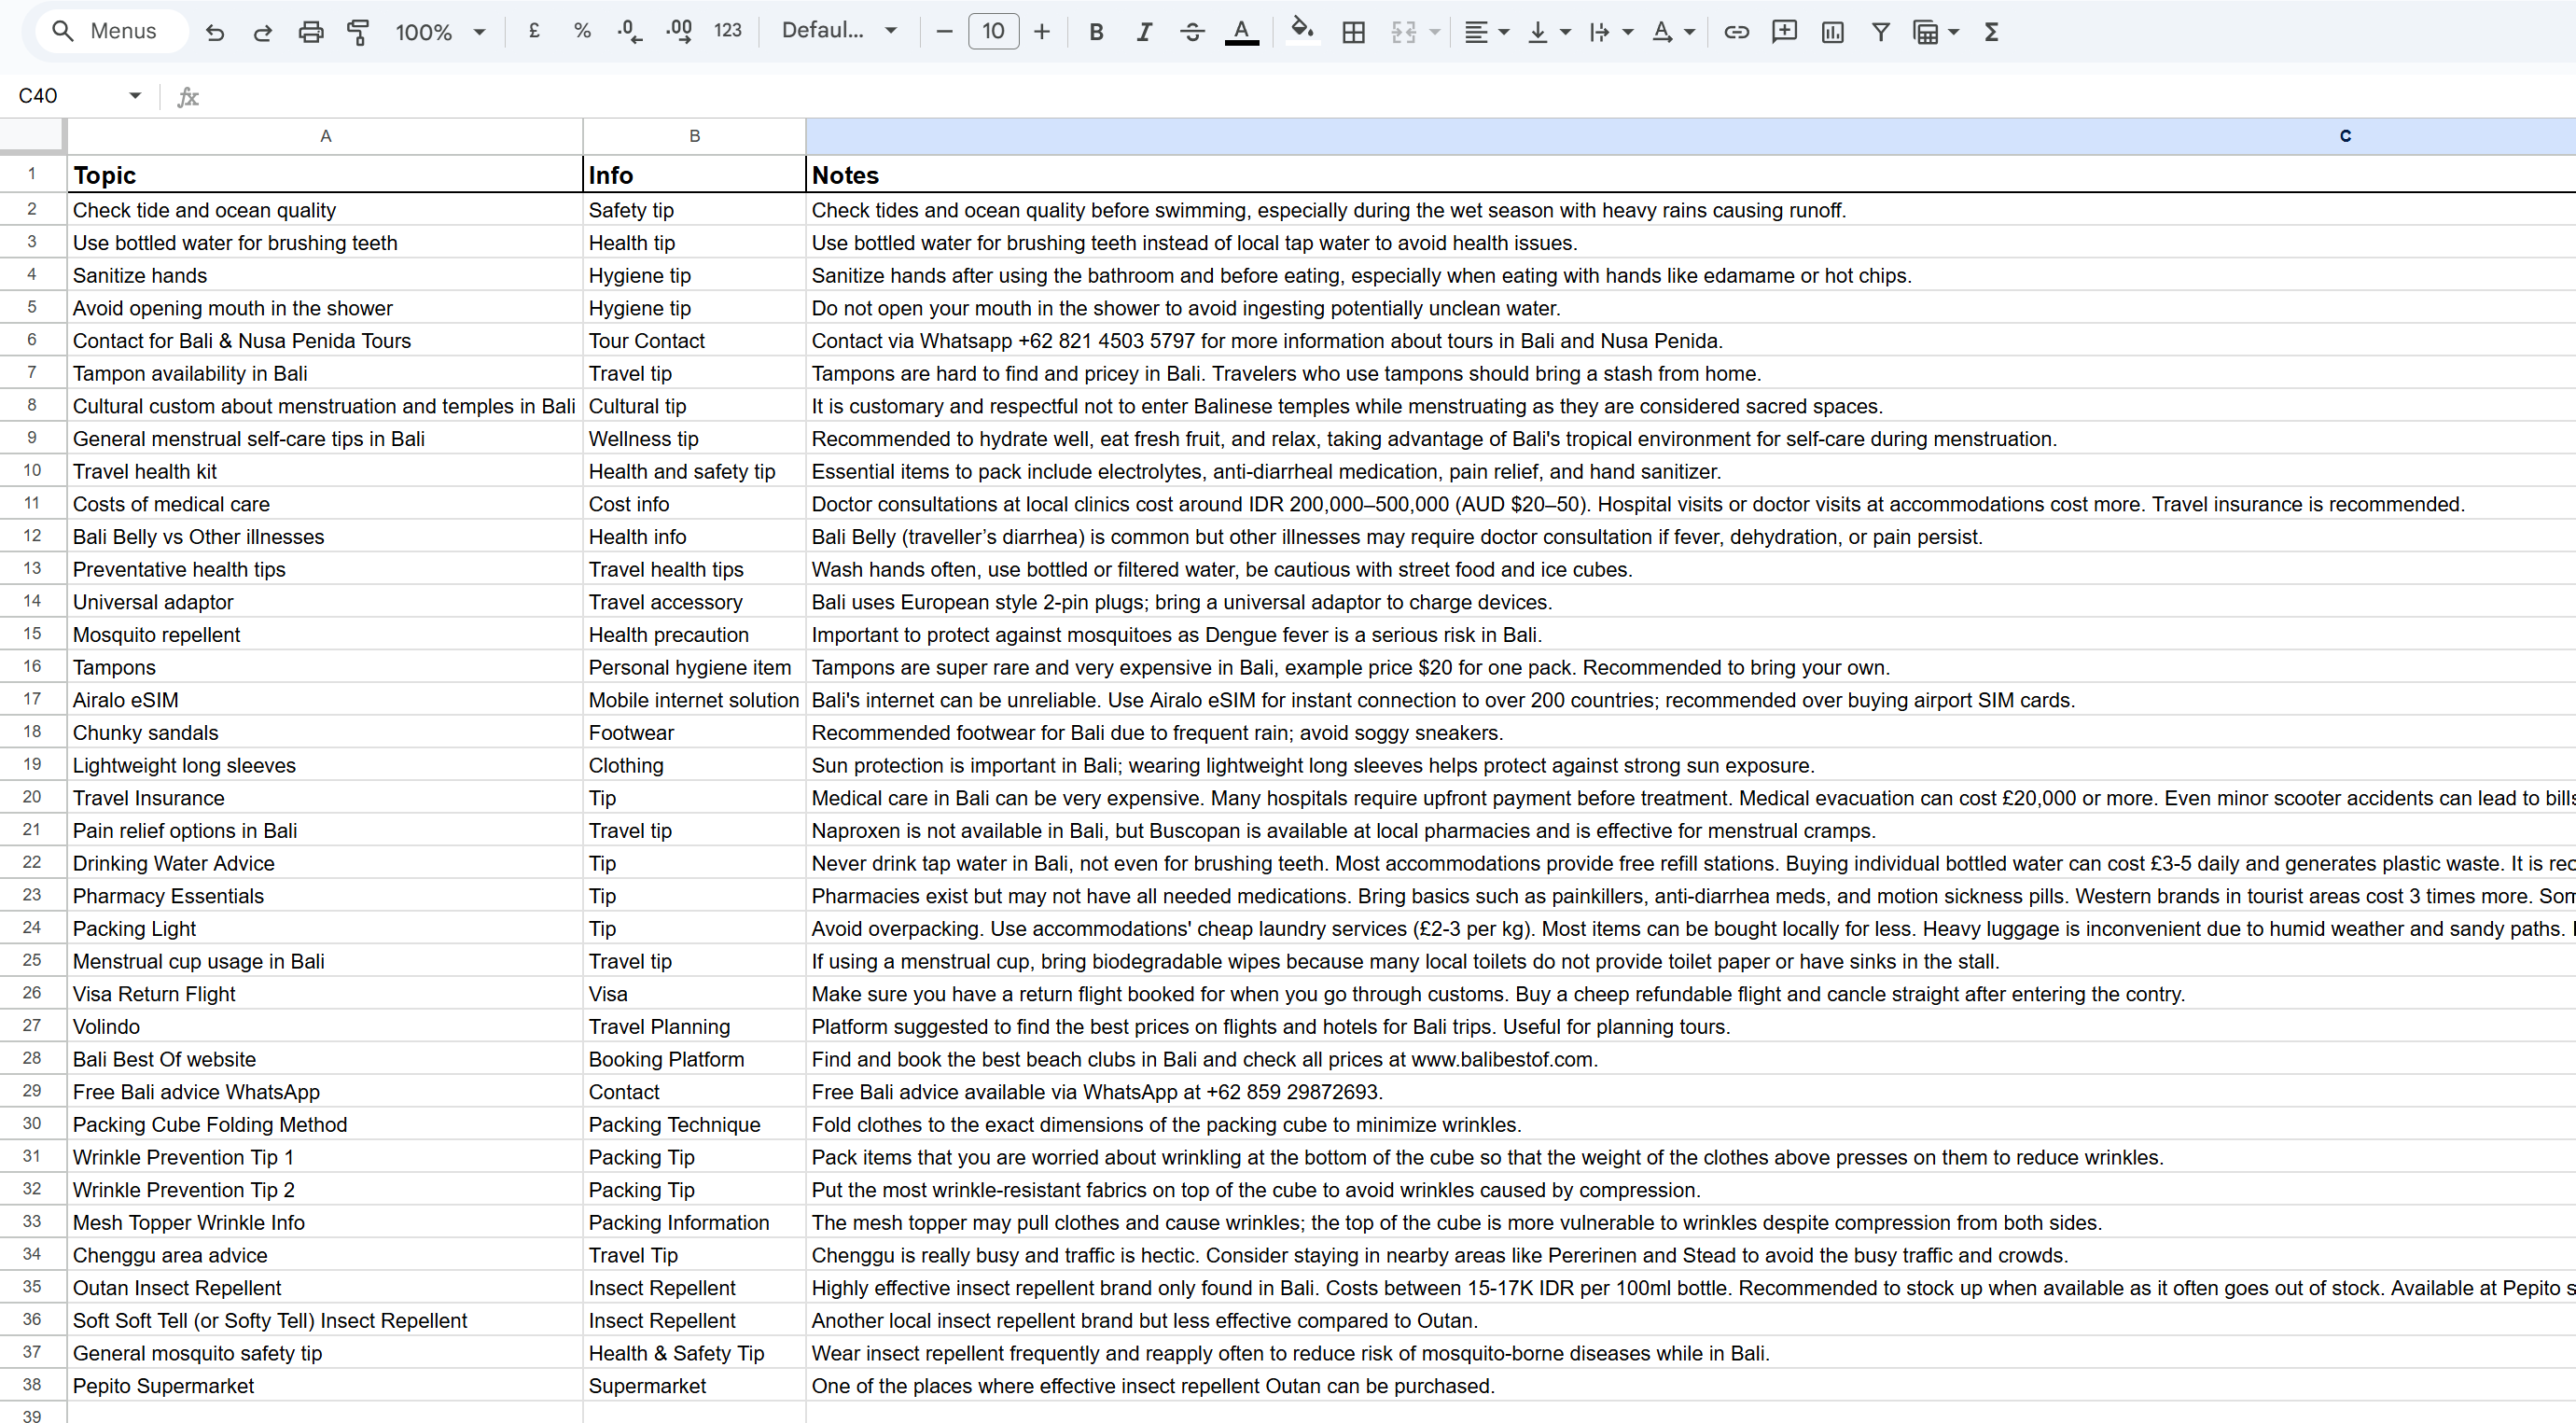 Menus 100% £ % .0 .00 123 Defaul... 10 B I S A
C40 fx
A B C
1 Topic Info Notes
2 Check tide and ocean quality Safety tip Check tides and ocean quality before swimming, especially during the wet season with heavy rains causing runoff.
3 Use bottled water for brushing teeth Health tip Use bottled water for brushing teeth instead of local tap water to avoid health issues.
4 Sanitize hands Hygiene tip Sanitize hands after using the bathroom and before eating, especially when eating with hands like edamame or hot chips.
5 Avoid opening mouth in the shower Hygiene tip Do not open your mouth in the shower to avoid ingesting potentially unclean water.
6 Contact for Bali & Nusa Penida Tours Tour Contact Contact via Whatsapp +62 821 4503 5797 for more information about tours in Bali and Nusa Penida.
7 Tampon availability in Bali Travel tip Tampons are hard to find and pricey in Bali. Travelers who use tampons should bring a stash from home.
8 Cultural custom about menstruation and temples in Bali Cultural tip It is customary and respectful not to enter Balinese temples while menstruating as they are considered sacred spaces.
9 General menstrual self-care tips in Bali Wellness tip Recommended to hydrate well, eat fresh fruit, and relax, taking advantage of Bali's tropical environment for self-care during menstruation.
10 Travel health kit Health and safety tip Essential items to pack include electrolytes, anti-diarrheal medication, pain relief, and hand sanitizer.
11 Costs of medical care Cost info Doctor consultations at local clinics cost around IDR 200,000–500,000 (AUD $20–50). Hospital visits or doctor visits at accommodations cost more. Travel insurance is recommended.
12 Bali Belly vs Other illnesses Health info Bali Belly (traveller’s diarrhea) is common but other illnesses may require doctor consultation if fever, dehydration, or pain persist.
13 Preventative health tips Travel health tips Wash hands often, use bottled or filtered water, be cautious with street food and ice cubes.
14 Universal adaptor Travel accessory Bali uses European style 2-pin plugs; bring a universal adaptor to charge devices.
15 Mosquito repellent Health precaution Important to protect against mosquitoes as Dengue fever is a serious risk in Bali.
16 Tampons Personal hygiene item Tampons are super rare and very expensive in Bali, example price $20 for one pack. Recommended to bring your own.
17 Airalo eSIM Mobile internet solution Bali's internet can be unreliable. Use Airalo eSIM for instant connection to over 200 countries; recommended over buying airport SIM cards.
18 Chunky sandals Footwear Recommended footwear for Bali due to frequent rain; avoid soggy sneakers.
19 Lightweight long sleeves Clothing Sun protection is important in Bali; wearing lightweight long sleeves helps protect against strong sun exposure.
20 Travel Insurance Tip Medical care in Bali can be very expensive. Many hospitals require upfront payment before treatment. Medical evacuation can cost £20,000 or more. Even minor scooter accidents can lead to bills
21 Pain relief options in Bali Travel tip Naproxen is not available in Bali, but Buscopan is available at local pharmacies and is effective for menstrual cramps.
22 Drinking Water Advice Tip Never drink tap water in Bali, not even for brushing teeth. Most accommodations provide free refill stations. Buying individual bottled water can cost £3-5 daily and generates plastic waste. It is rec
23 Pharmacy Essentials Tip Pharmacies exist but may not have all needed medications. Bring basics such as painkillers, anti-diarrhea meds, and motion sickness pills. Western brands in tourist areas cost 3 times more. Som
24 Packing Light Tip Avoid overpacking. Use accommodations' cheap laundry services (£2-3 per kg). Most items can be bought locally for less. Heavy luggage is inconvenient due to humid weather and sandy paths.
25 Menstrual cup usage in Bali Travel tip If using a menstrual cup, bring biodegradable wipes because many local toilets do not provide toilet paper or have sinks in the stall.
26 Visa Return Flight Visa Make sure you have a return flight booked for when you go through customs. Buy a cheep refundable flight and cancle straight after entering the contry.
27 Volindo Travel Planning Platform suggested to find the best prices on flights and hotels for Bali trips. Useful for planning tours.
28 Bali Best Of website Booking Platform Find and book the best beach clubs in Bali and check all prices at www.balibestof.com.
29 Free Bali advice WhatsApp Contact Free Bali advice available via WhatsApp at +62 859 29872693.
30 Packing Cube Folding Method Packing Technique Fold clothes to the exact dimensions of the packing cube to minimize wrinkles.
31 Wrinkle Prevention Tip 1 Packing Tip Pack items that you are worried about wrinkling at the bottom of the cube so that the weight of the clothes above presses on them to reduce wrinkles.
32 Wrinkle Prevention Tip 2 Packing Tip Put the most wrinkle-resistant fabrics on top of the cube to avoid wrinkles caused by compression.
33 Mesh Topper Wrinkle Info Packing Information The mesh topper may pull clothes and cause wrinkles; the top of the cube is more vulnerable to wrinkles despite compression from both sides.
34 Chenggu area advice Travel Tip Chenggu is really busy and traffic is hectic. Consider staying in nearby areas like Pererinen and Stead to avoid the busy traffic and crowds.
35 Outan Insect Repellent Insect Repellent Highly effective insect repellent brand only found in Bali. Costs between 15-17K IDR per 100ml bottle. Recommended to stock up when available as it often goes out of stock. Available at Pepito s
36 Soft Soft Tell (or Softy Tell) Insect Repellent Insect Repellent Another local insect repellent brand but less effective compared to Outan.
37 General mosquito safety tip Health & Safety Tip Wear insect repellent frequently and reapply often to reduce risk of mosquito-borne diseases while in Bali.
38 Pepito Supermarket Supermarket One of the places where effective insect repellent Outan can be purchased.
39